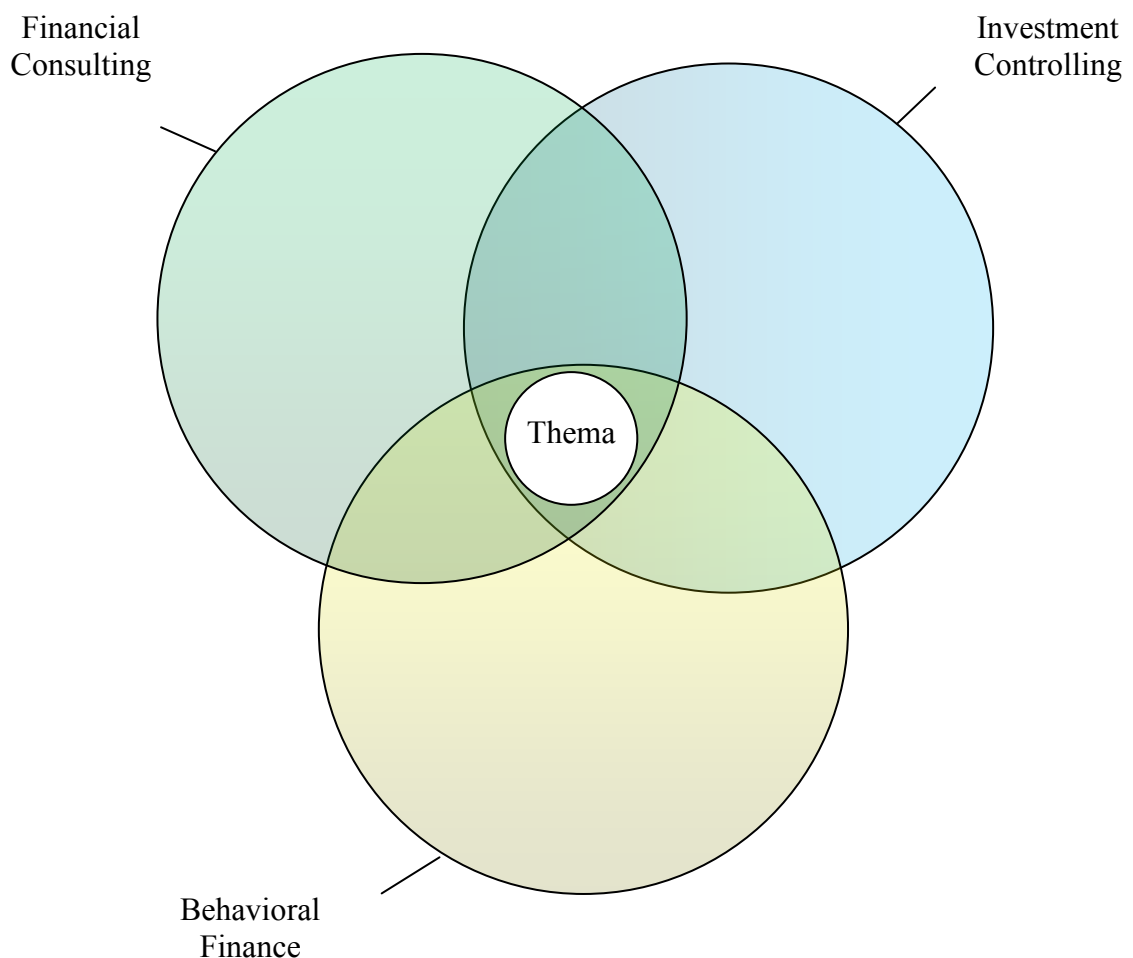 Financial
Consulting
Investment
Controlling
Thema
Behavioral
Finance